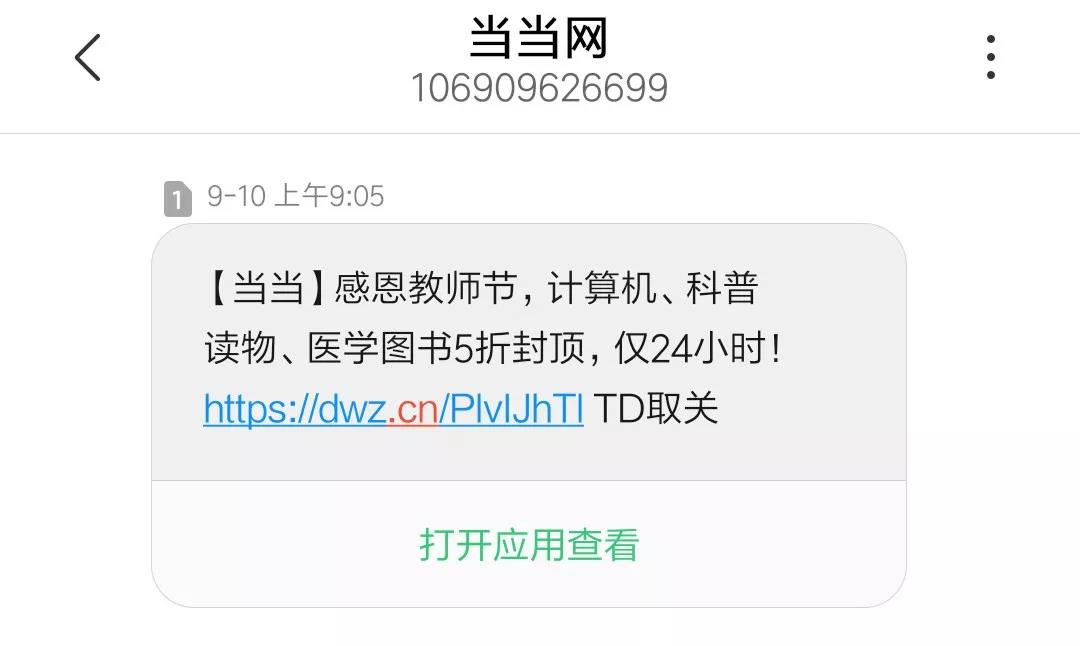 当当网
106909626699
1 9-10 上午9:05
【当当】感恩教师节，计算机、科普
读物、医学图书5折封顶，仅24小时！
https://dwz.cn/PlvIJhTl TD取关
打开应用查看